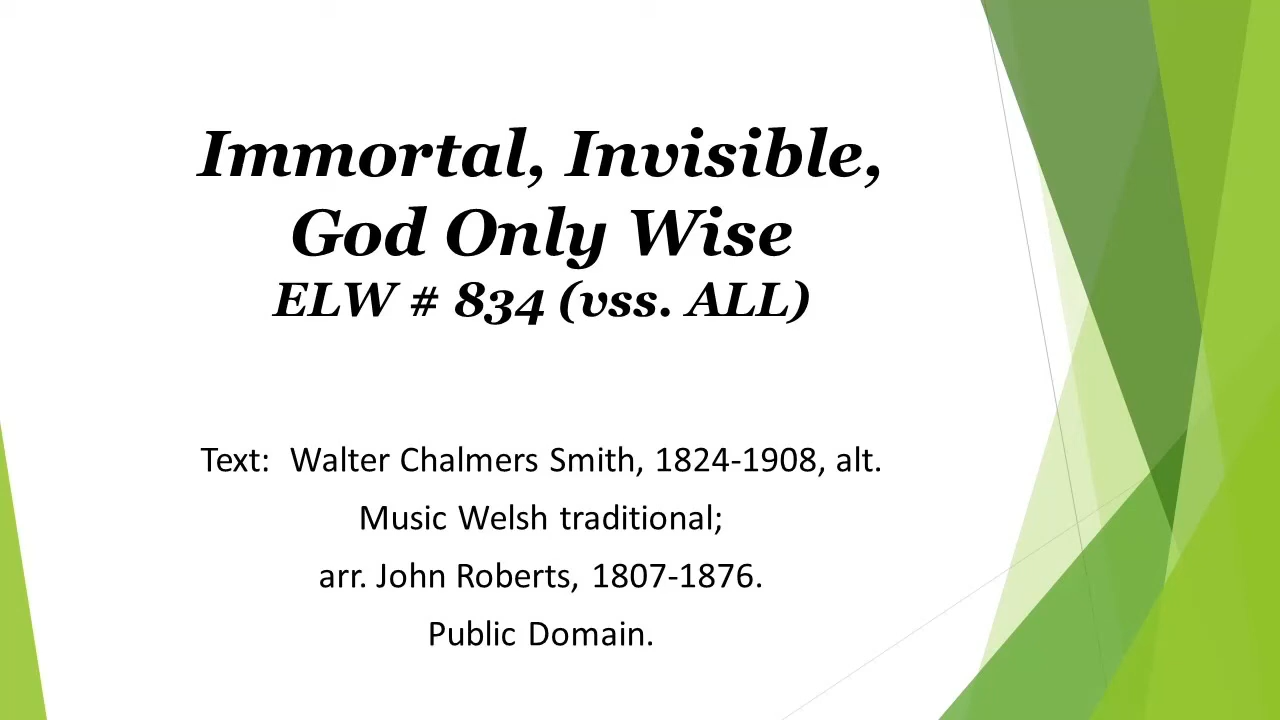 Immortal, Invisible,
God Only Wise
ELW # 834 (vss. ALL)
Text:  Walter Chalmers Smith, 1824-1908, alt.
Music Welsh traditional;
arr. John Roberts, 1807-1876.
Public Domain.